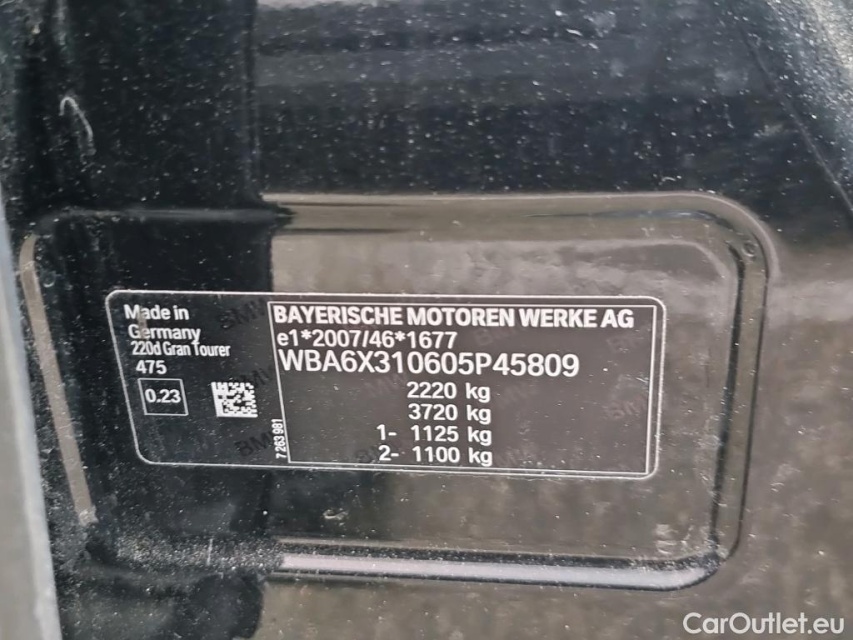 Made in
Germany
220d Gran Tourer
475
0.23
7 263 981
BAYERISCHE MOTOREN WERKE AG
e1*2007/46*1677
WBA6X310605P45809
2220 kg
3720 kg
1- 1125 kg
2- 1100 kg
CarOutlet.eu